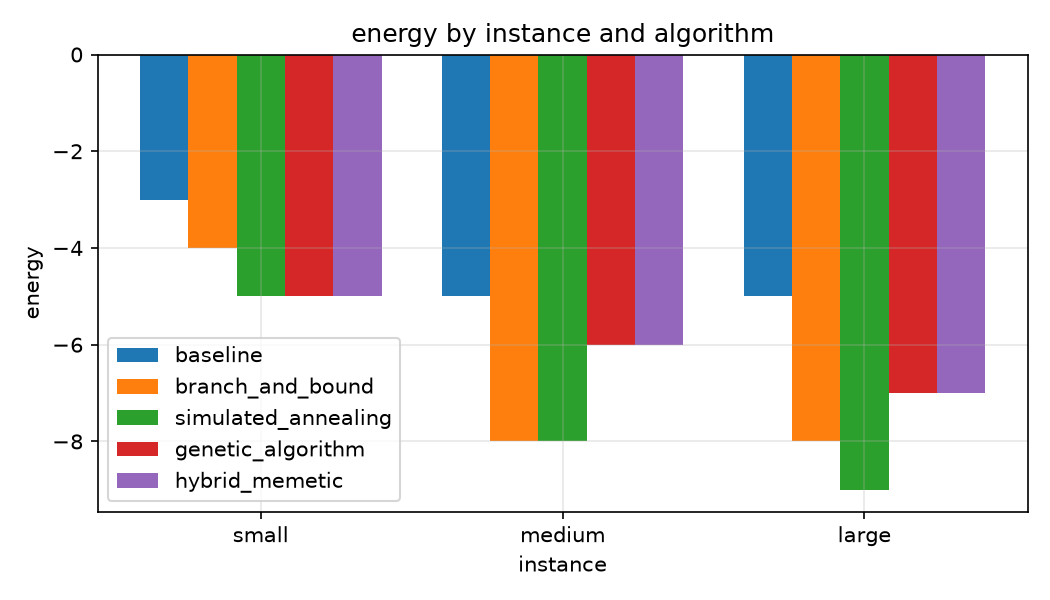 energy by instance and algorithm
energy
0
−2
−4
−6
−8
baseline
branch_and_bound
simulated_annealing
genetic_algorithm
hybrid_memetic
small
medium
large
instance